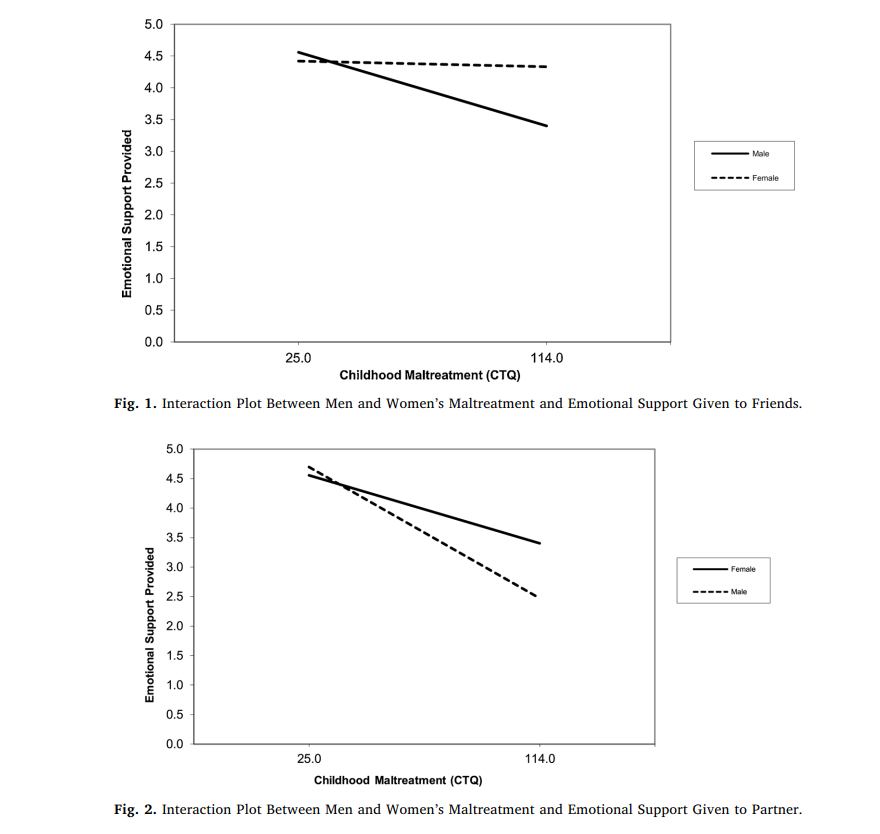 5.0
4.5
4.0
3.5
3.0
2.5
2.0
1.5
1.0
0.5
0.0
Emotional Support Provided
25.0 114.0
Childhood Maltreatment (CTQ)
Male
Female
Fig. 1. Interaction Plot Between Men and Women's Maltreatment and Emotional Support Given to Friends.
5.0
4.5
4.0
3.5
3.0
2.5
2.0
1.5
1.0
0.5
0.0
Emotional Support Provided
25.0 114.0
Childhood Maltreatment (CTQ)
Female
Male
Fig. 2. Interaction Plot Between Men and Women's Maltreatment and Emotional Support Given to Partner.